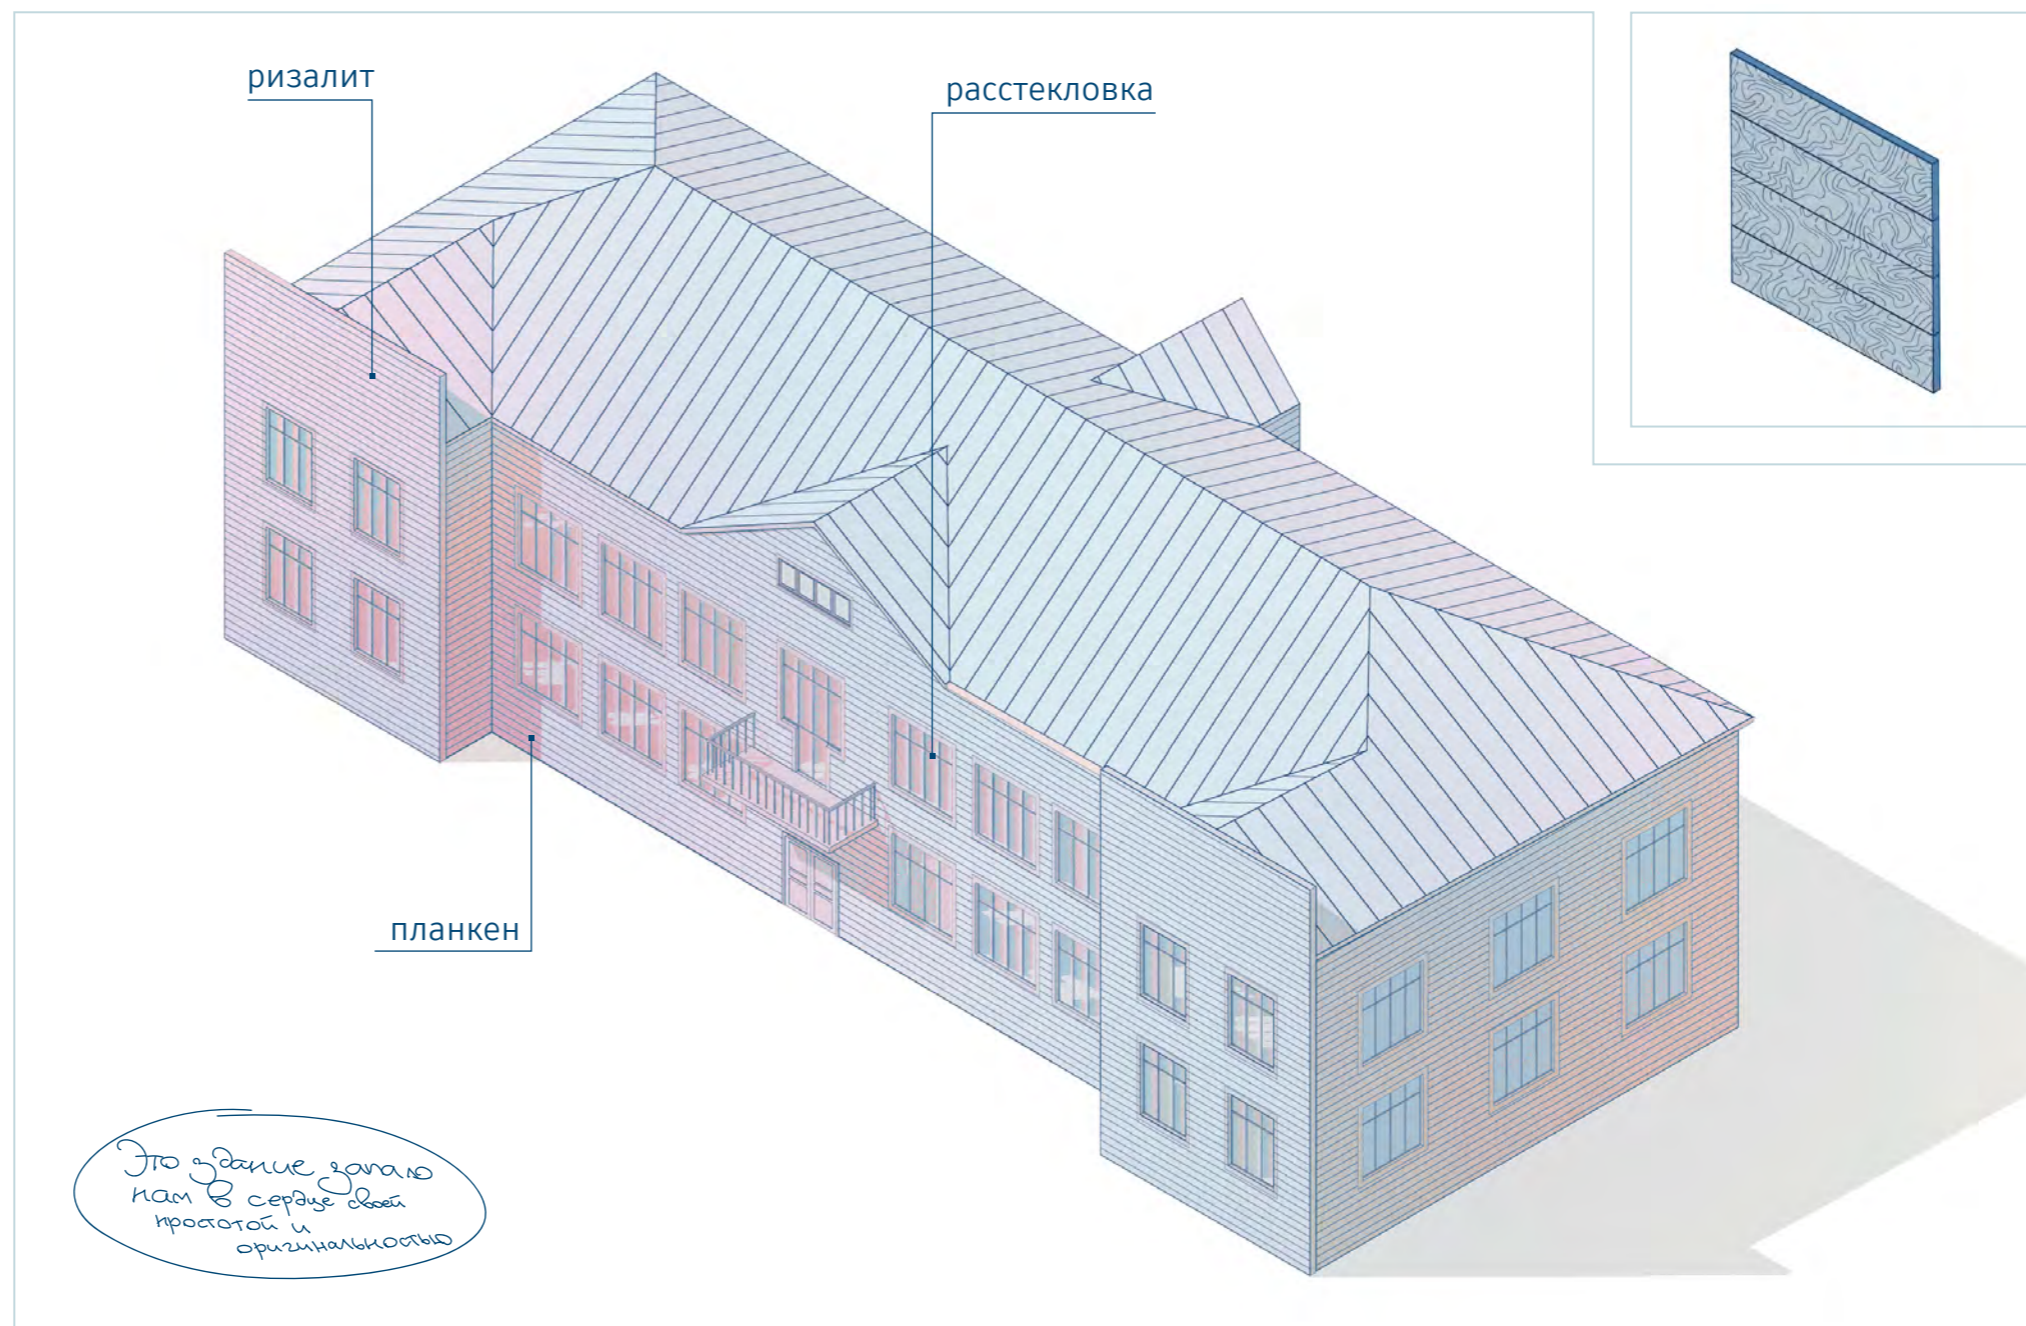 ризалит
расстекловка
планкен
Это здание запало
нам в сердце своей
простотой и
оригинальностью